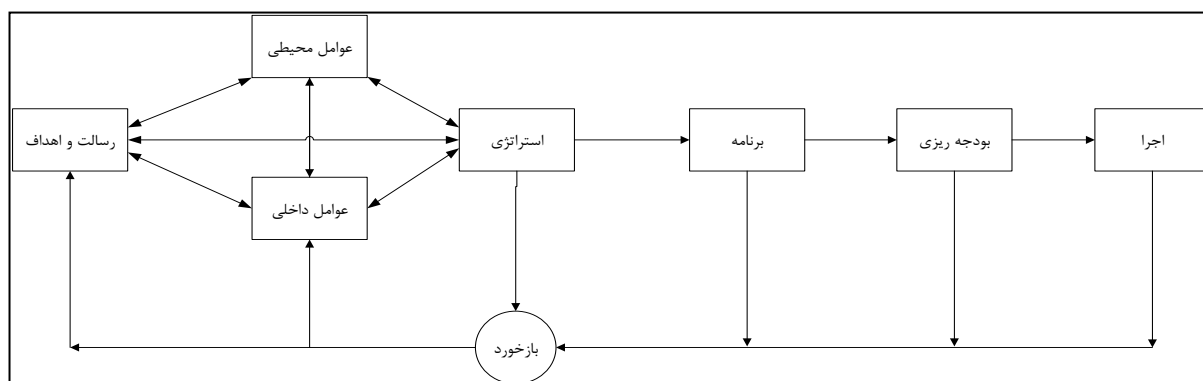 عوامل محیطی
رسالت و اهداف
استراتژی
برنامه
بودجه ریزی
اجرا
عوامل داخلی
بازخورد